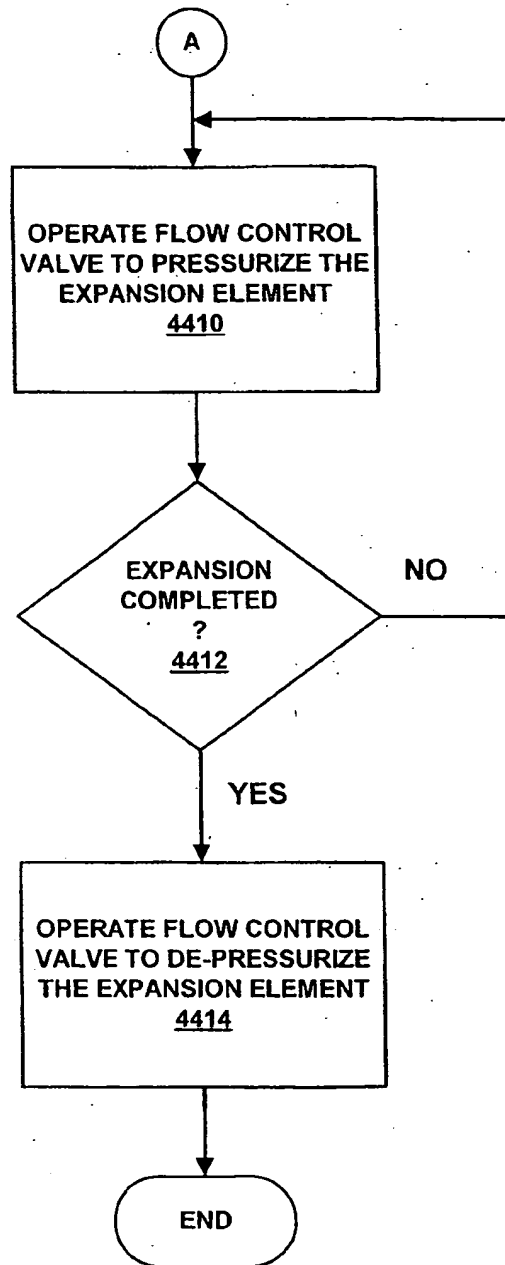 A
OPERATE FLOW CONTROL
VALVE TO PRESSURIZE THE
EXPANSION ELEMENT
4410
EXPANSION
COMPLETED
?
4412
NO
YES
OPERATE FLOW CONTROL
VALVE TO DE-PRESSURIZE
THE EXPANSION ELEMENT
4414
END